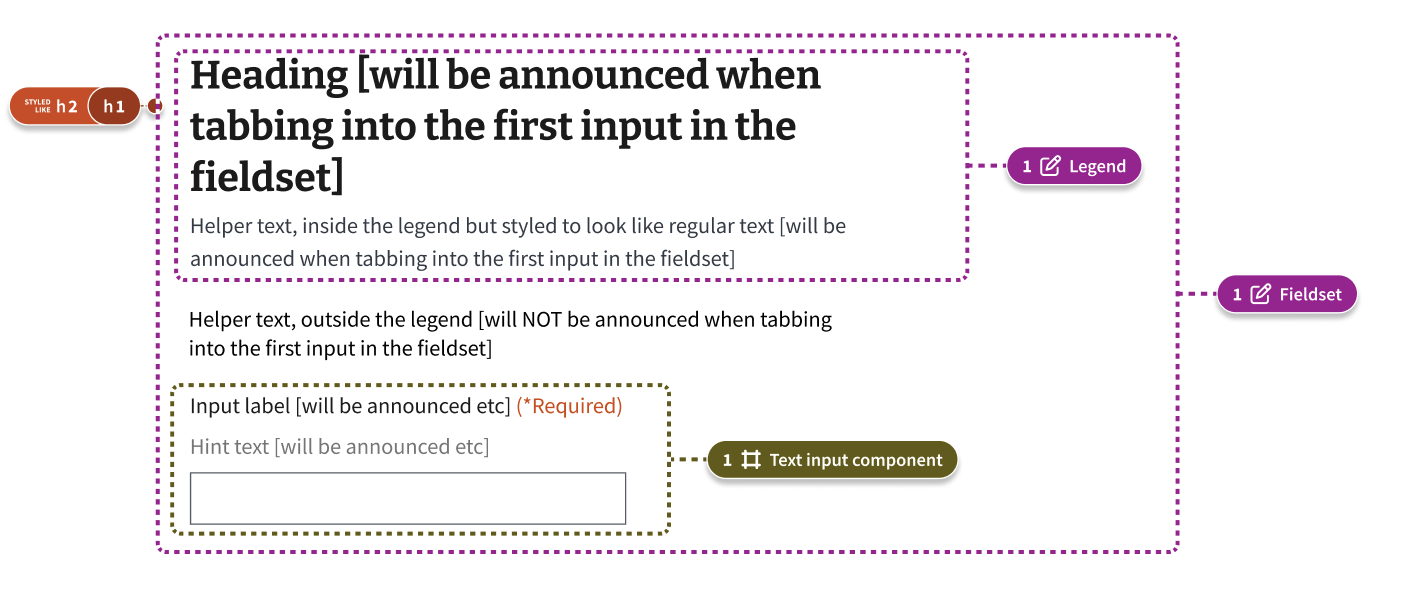 Heading [will be announced when
tabbing into the first input in the
fieldset]
STYLED
LIKE h2 h1
1 Legend
Helper text, inside the legend but styled to look like regular text [will be
announced when tabbing into the first input in the fieldset]
1 Fieldset
Helper text, outside the legend [will NOT be announced when tabbing
into the first input in the fieldset]
Input label [will be announced etc] (*Required)
Hint text [will be announced etc]
1 Text input component